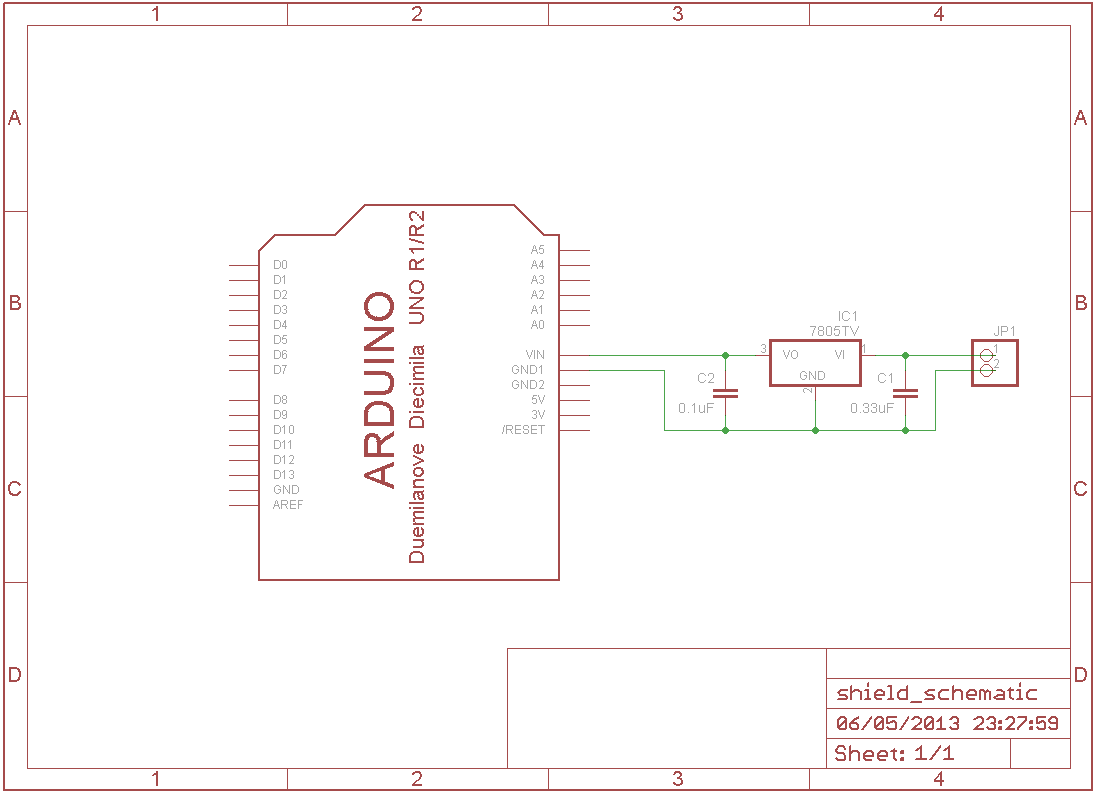 1 2 3 4
A A
B B
C C
D D
ARDUINO
Duemilanove Diecimila UNO R1/R2
D0
D1
D2
D3
D4
D5
D6
D7
D8
D9
D10
D11
D12
D13
GND
AREF
A5
A4
A3
A2
A1
A0
VIN
GND1
GND2
5V
3V
/RESET
C2
0.1uF
IC1
7805TV
3 VO VI 1
GND
2
C1
0.33uF
JP1
1
2
shield_schematic
06/05/2013 23:27:59
Sheet: 1/1
1 2 3 4